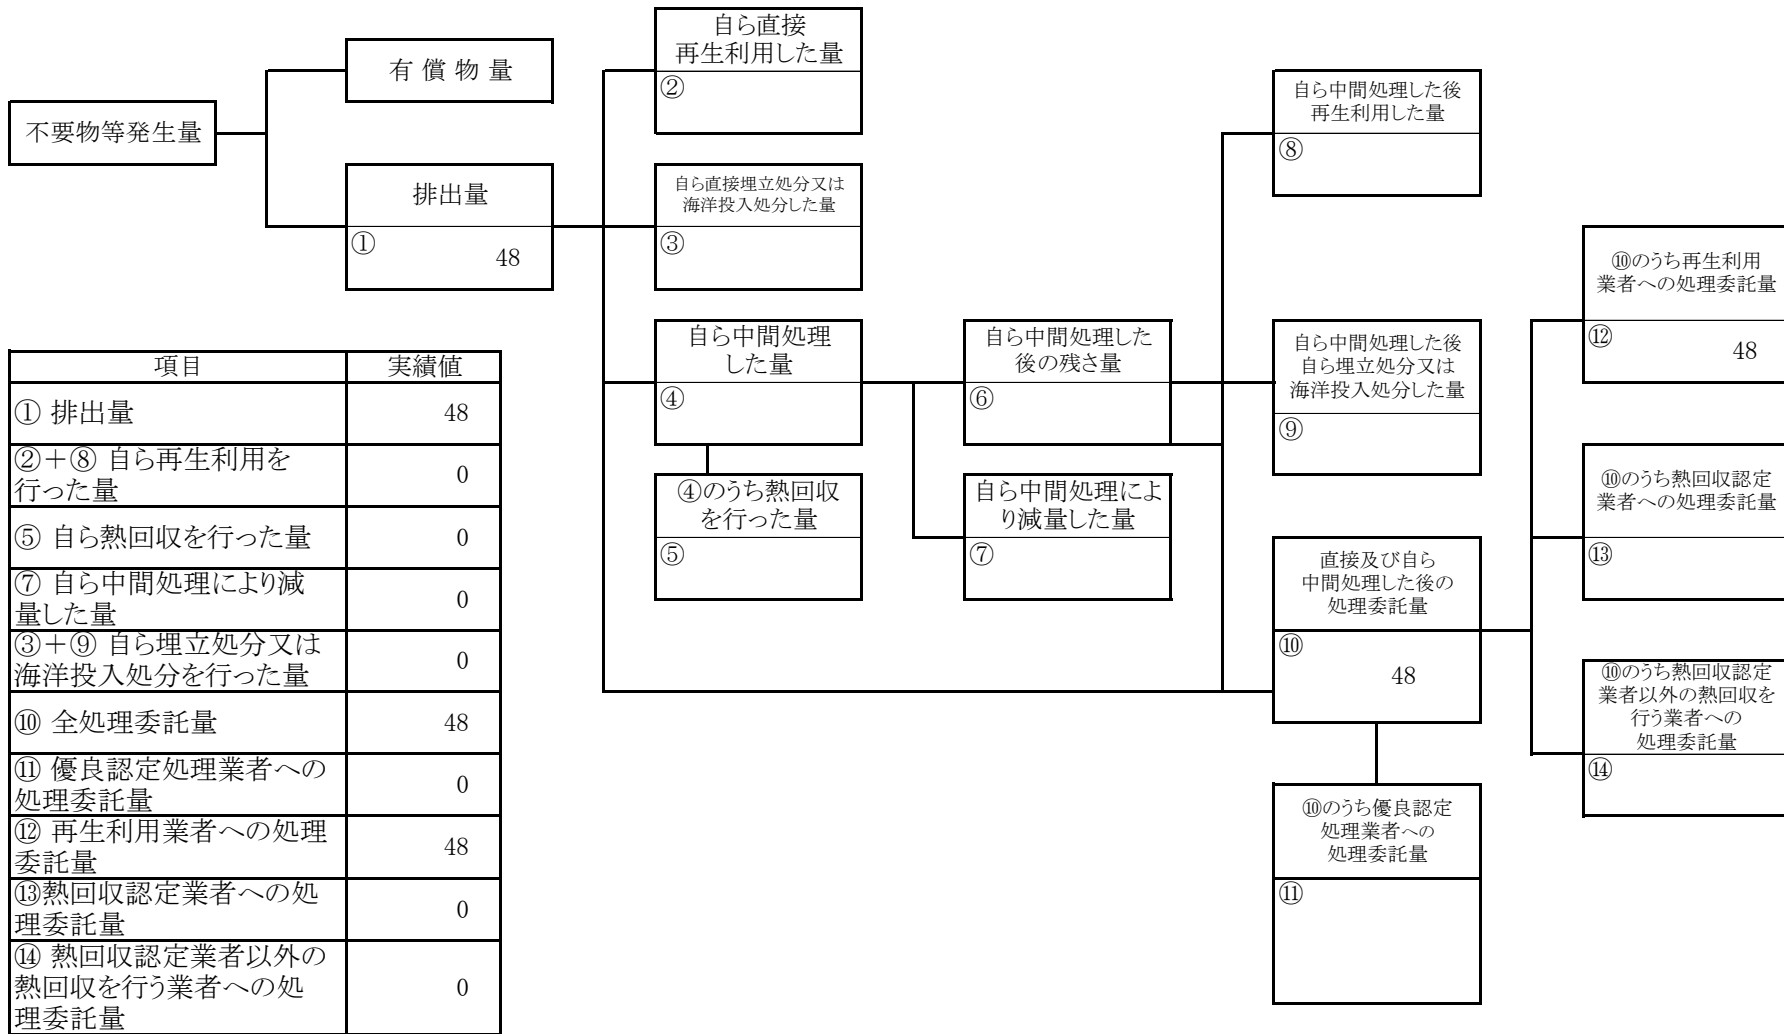 不要物等発生量
有償物量
排出量
①
48
自ら直接
再生利用した量
②
自ら直接埋立処分又は
海洋投入処分した量
③
自ら中間処理
した量
④
④のうち熱回収
を行った量
⑤
自ら中間処理した
後の残さ量
⑥
自ら中間処理によ
り減量した量
⑦
自ら中間処理した後
再生利用した量
⑧
自ら中間処理した後
自ら埋立処分又は
海洋投入処分した量
⑨
直接及び自ら
中間処理した後の
処理委託量
⑩
48
⑩のうち優良認定
処理業者への
処理委託量
⑪
⑩のうち再生利用
業者への処理委託量
⑫
48
⑩のうち熱回収認定
業者への処理委託量
⑬
⑩のうち熱回収認定
業者以外の熱回収を
行う業者への
処理委託量
⑭
項目 実績値
① 排出量 48
②＋⑧ 自ら再生利用を
行った量 0
⑤ 自ら熱回収を行った量 0
⑦ 自ら中間処理により減
量した量 0
③＋⑨ 自ら埋立処分又は
海洋投入処分を行った量 0
⑩ 全処理委託量 48
⑪ 優良認定処理業者への
処理委託量 0
⑫ 再生利用業者への処理
委託量 48
⑬熱回収認定業者への処
理委託量 0
⑭ 熱回収認定業者以外の
熱回収を行う業者への処
理委託量 0